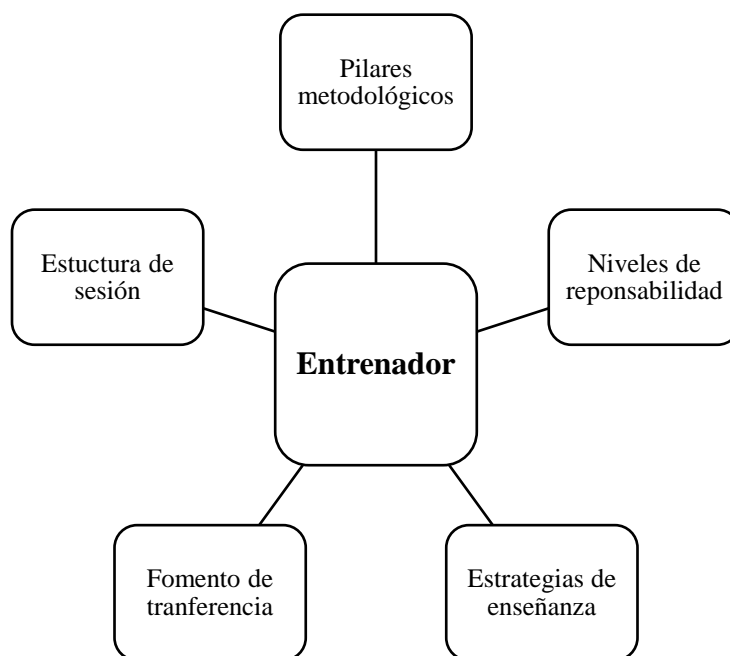 Pilares
metodológicos
Estuctura de
sesión
Niveles de
reponsabilidad
Entrenador
Fomento de
tranferencia
Estrategias de
enseñanza